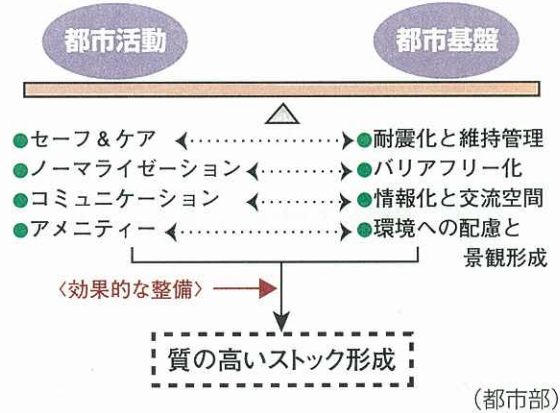 都市活動
都市基盤
●セーフ&ケア
●耐震化と維持管理
●ノーマライゼーション
●バリアフリー化
●コミュニケーション
●情報化と交流空間
●アメニティー
●環境への配慮と
景観形成
〈効果的な整備〉
質の高いストック形成
(都市部)